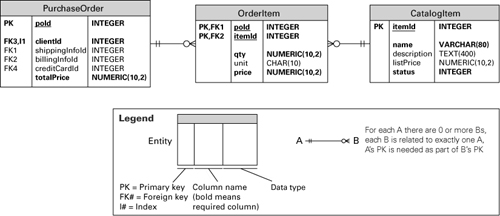 PurchaseOrder
PK poId INTEGER
FK3,I1 clientId INTEGER
FK1 shippingInfoId INTEGER
FK2 billingInfoId INTEGER
FK4 creditCardId INTEGER
totalPrice NUMERIC(10,2)
OrderItem
PK,FK1 poId INTEGER
PK,FK2 itemId INTEGER
qty NUMERIC(10,2)
unit CHAR(10)
price NUMERIC(10,2)
CatalogItem
PK itemId INTEGER
name VARCHAR(80)
description TEXT(400)
listPrice NUMERIC(10,2)
status INTEGER
Legend
Entity
PK = Primary key
FK# = Foreign key
I# = Index
Column name
(bold means
required column)
Data type
A B
For each A there are 0 or more Bs,
each B is related to exactly one A,
A's PK is needed as part of B's PK